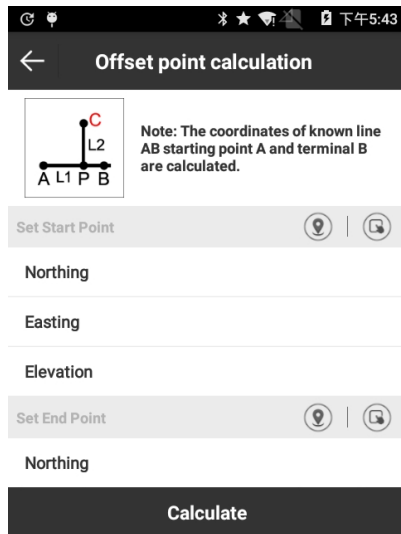 下午5:43
Offset point calculation
C
L2
A L1 P B
Note: The coordinates of known line
AB starting point A and terminal B
are calculated.
Set Start Point
Northing
Easting
Elevation
Set End Point
Northing
Calculate